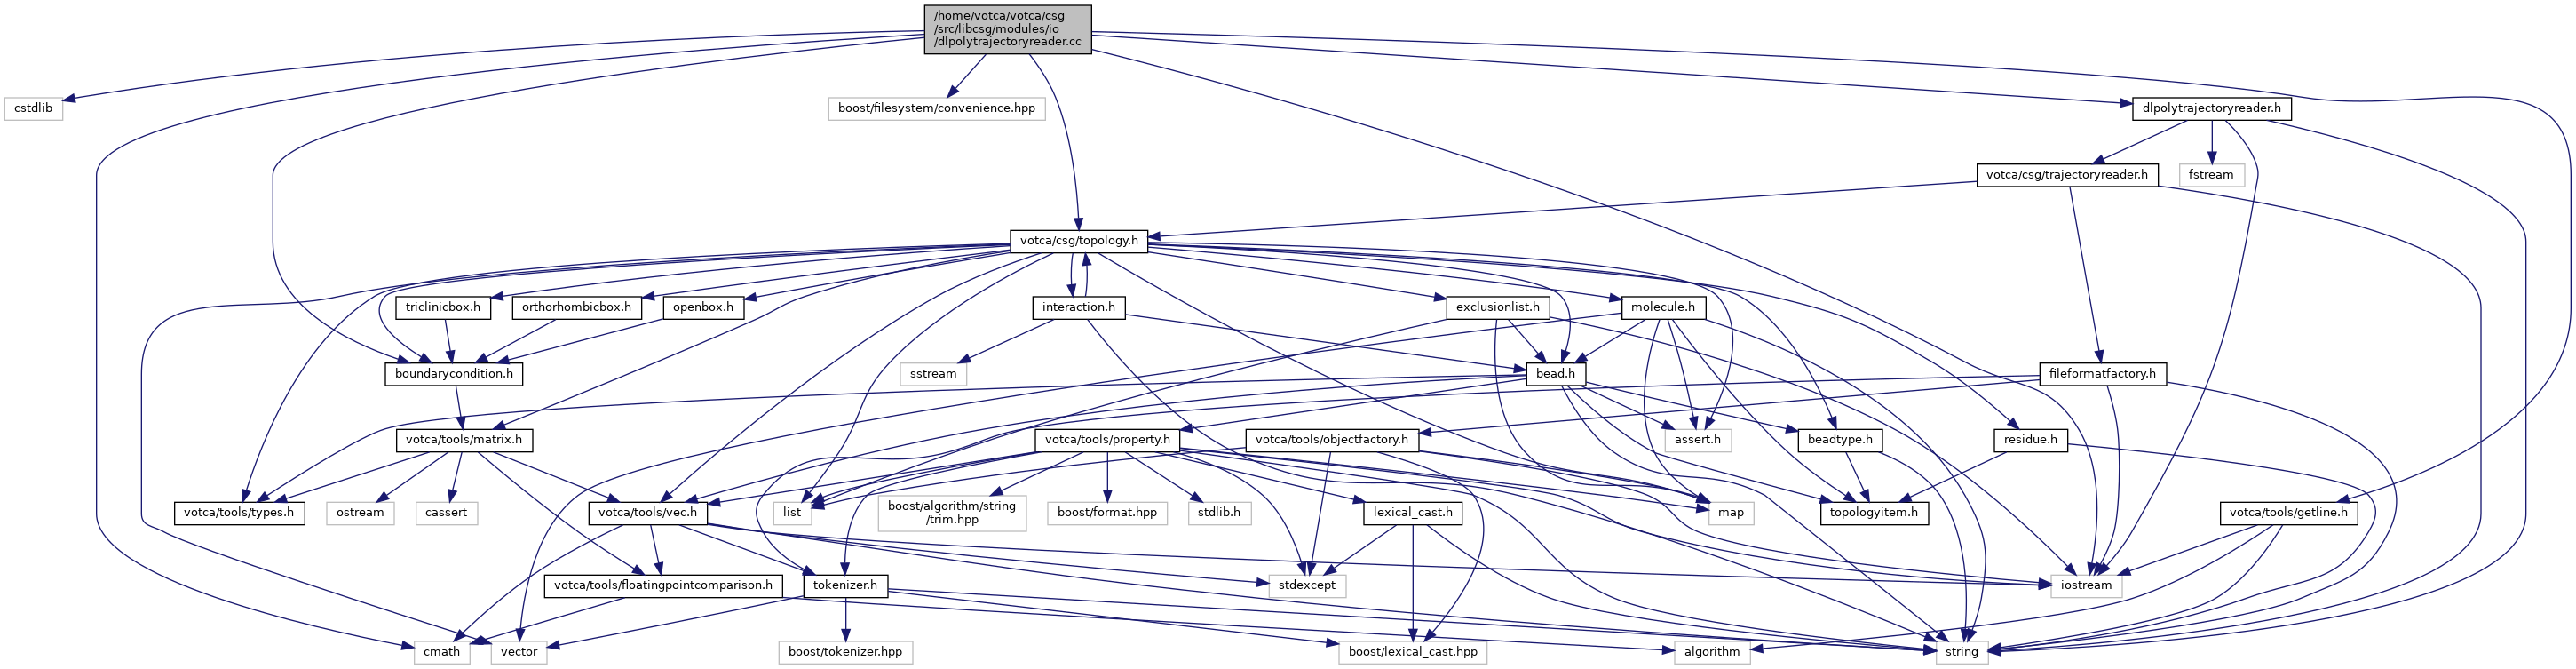 /home/votca/votca/csg
/src/libcsg/modules/io
/dlpolytrajectoryreader.cc
cstdlib
boost/filesystem/convenience.hpp
dlpolytrajectoryreader.h
votca/csg/trajectoryreader.h
fstream
votca/csg/topology.h
triclinicbox.h
orthorhombicbox.h
openbox.h
interaction.h
exclusionlist.h
molecule.h
boundarycondition.h
sstream
bead.h
fileformatfactory.h
votca/tools/matrix.h
votca/tools/property.h
votca/tools/objectfactory.h
assert.h
beadtype.h
residue.h
votca/tools/types.h
ostream
cassert
votca/tools/vec.h
list
boost/algorithm/string
/trim.hpp
boost/format.hpp
stdlib.h
lexical_cast.h
map
topologyitem.h
votca/tools/getline.h
votca/tools/floatingpointcomparison.h
tokenizer.h
stdexcept
iostream
cmath
vector
boost/tokenizer.hpp
boost/lexical_cast.hpp
algorithm
string